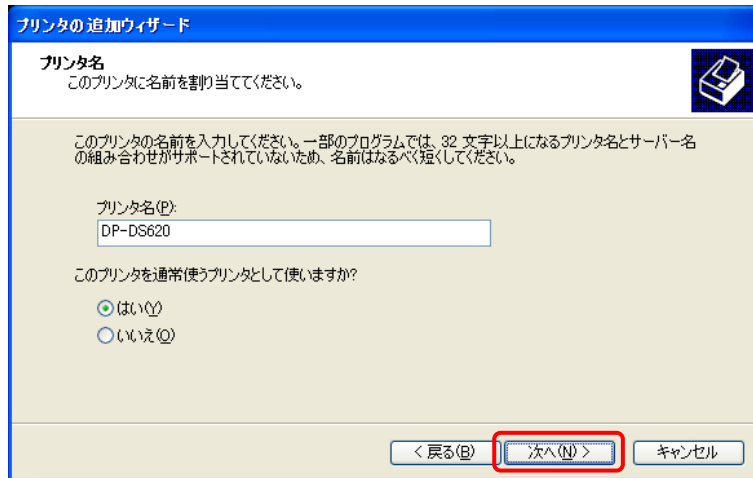 プリンタの追加ウィザード
プリンタ名
このプリンタに名前を割り当ててください。
このプリンタの名前を入力してください。一部のプログラムでは、32 文字以上になるプリンタ名とサーバー名
の組み合わせがサポートされていないため、名前はなるべく短くしてください。
プリンタ名(P):
DP-DS620
このプリンタを通常使うプリンタとして使いますか?
はい(Y)
いいえ(O)
< 戻る(B)
次へ(N) >
キャンセル